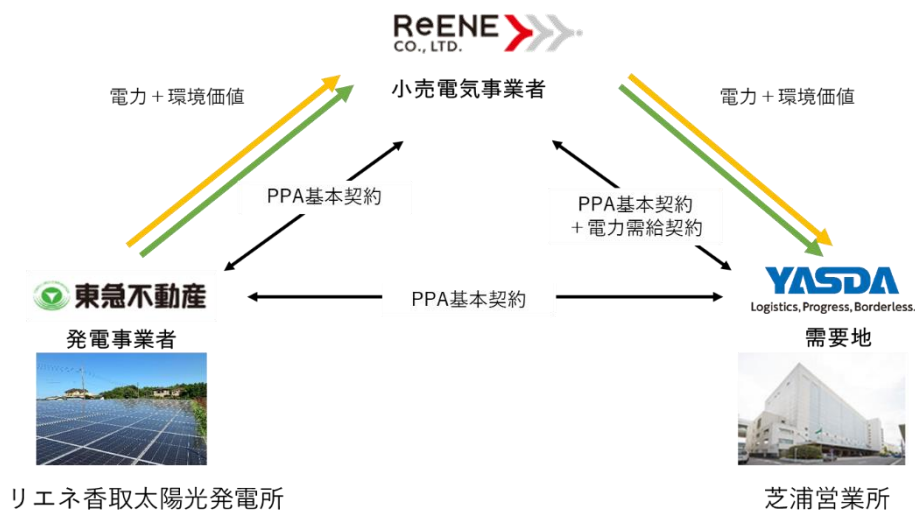 ReENE
CO., LTD.
小売電気事業者
電力＋環境価値
電力＋環境価値
PPA基本契約
PPA基本契約
＋電力需給契約
東急不動産
PPA基本契約
YASDA
Logistics, Progress, Borderless.
発電事業者
需要地
リエネ香取太陽光発電所
芝浦営業所